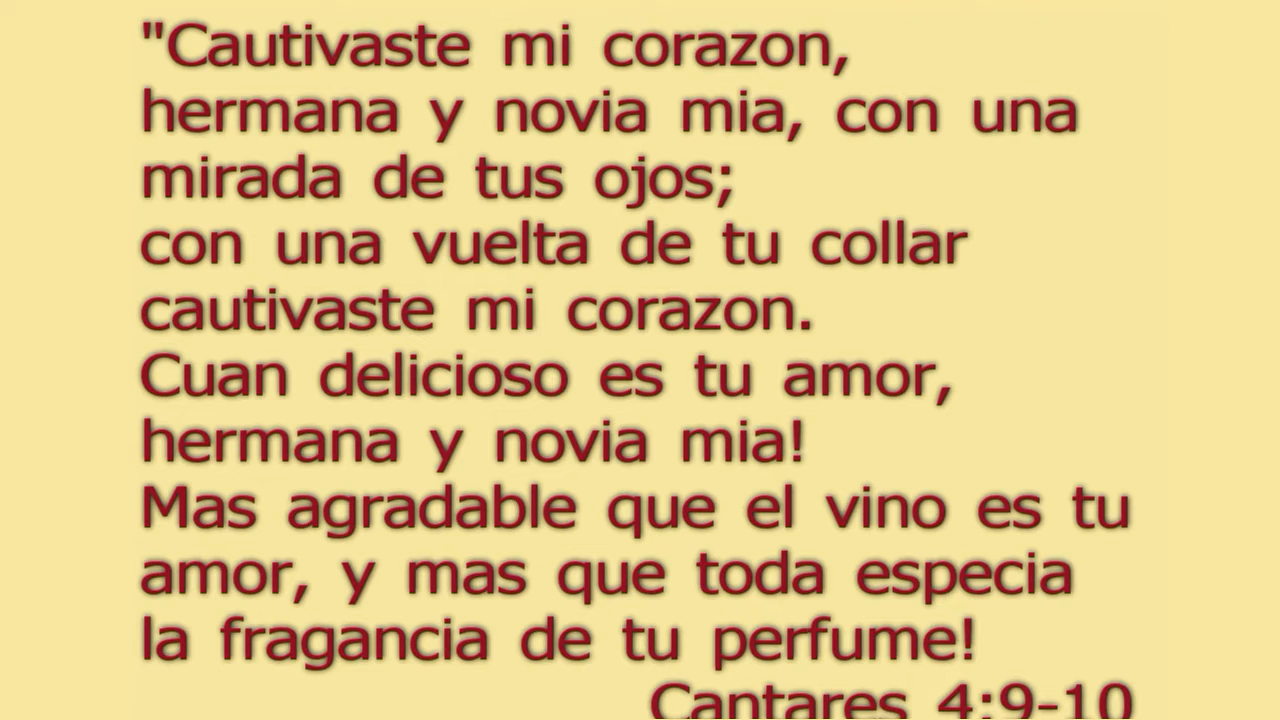 "Cautivaste mi corazon,
hermana y novia mia, con una
mirada de tus ojos;
con una vuelta de tu collar
cautivaste mi corazon.
Cuan delicioso es tu amor,
hermana y novia mia!
Mas agradable que el vino es tu
amor, y mas que toda especia
la fragancia de tu perfume!
Cantares 4:9-10